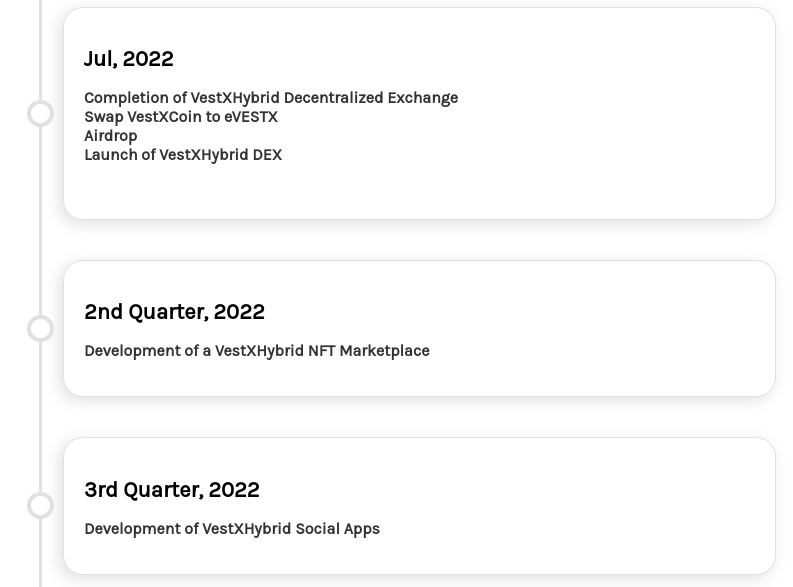 Jul, 2022
Completion of VestXHybrid Decentralized Exchange
Swap VestXCoin to eVESTX
Airdrop
Launch of VestXHybrid DEX
2nd Quarter, 2022
Development of a VestXHybrid NFT Marketplace
3rd Quarter, 2022
Development of VestXHybrid Social Apps